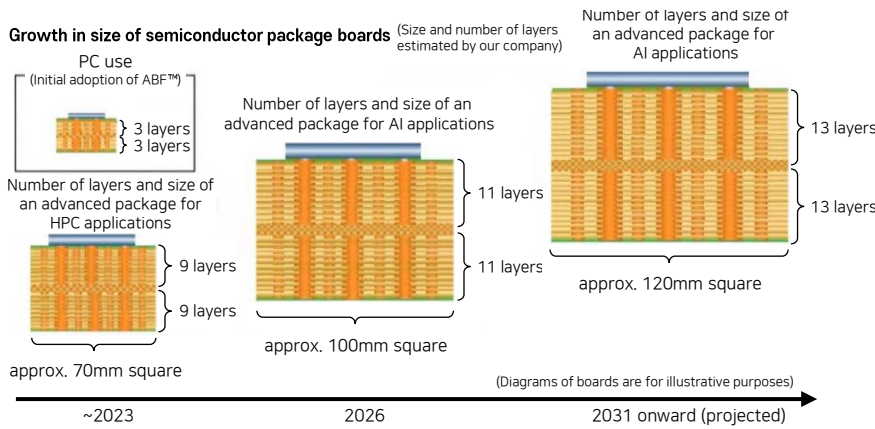 Growth in size of semiconductor package boards
(Size and number of layers
estimated by our company)
PC use
(Initial adoption of ABF™)
3 layers
3 layers
Number of layers and size of
an advanced package for
HPC applications
9 layers
9 layers
approx. 70mm square
Number of layers and size of an
advanced package for AI applications
11 layers
11 layers
approx. 100mm square
Number of layers and size of
an advanced package for
AI applications
13 layers
13 layers
approx. 120mm square
(Diagrams of boards are for illustrative purposes)
~2023
2026
2031 onward (projected)